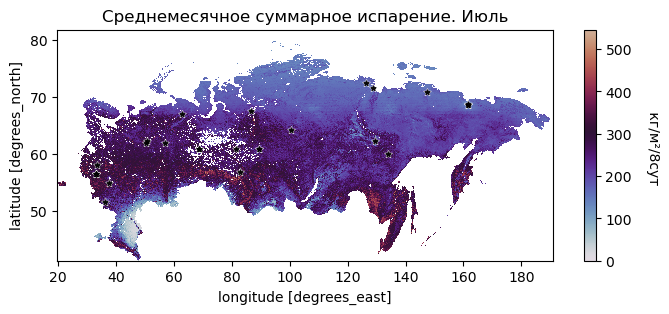 Среднемесячное суммарное испарение. Июль
80
70
60
50
latitude [degrees_north]
20 40 60 80 100 120 140 160 180
longitude [degrees_east]
500
400
300
200
100
0
кг/м²/8сут